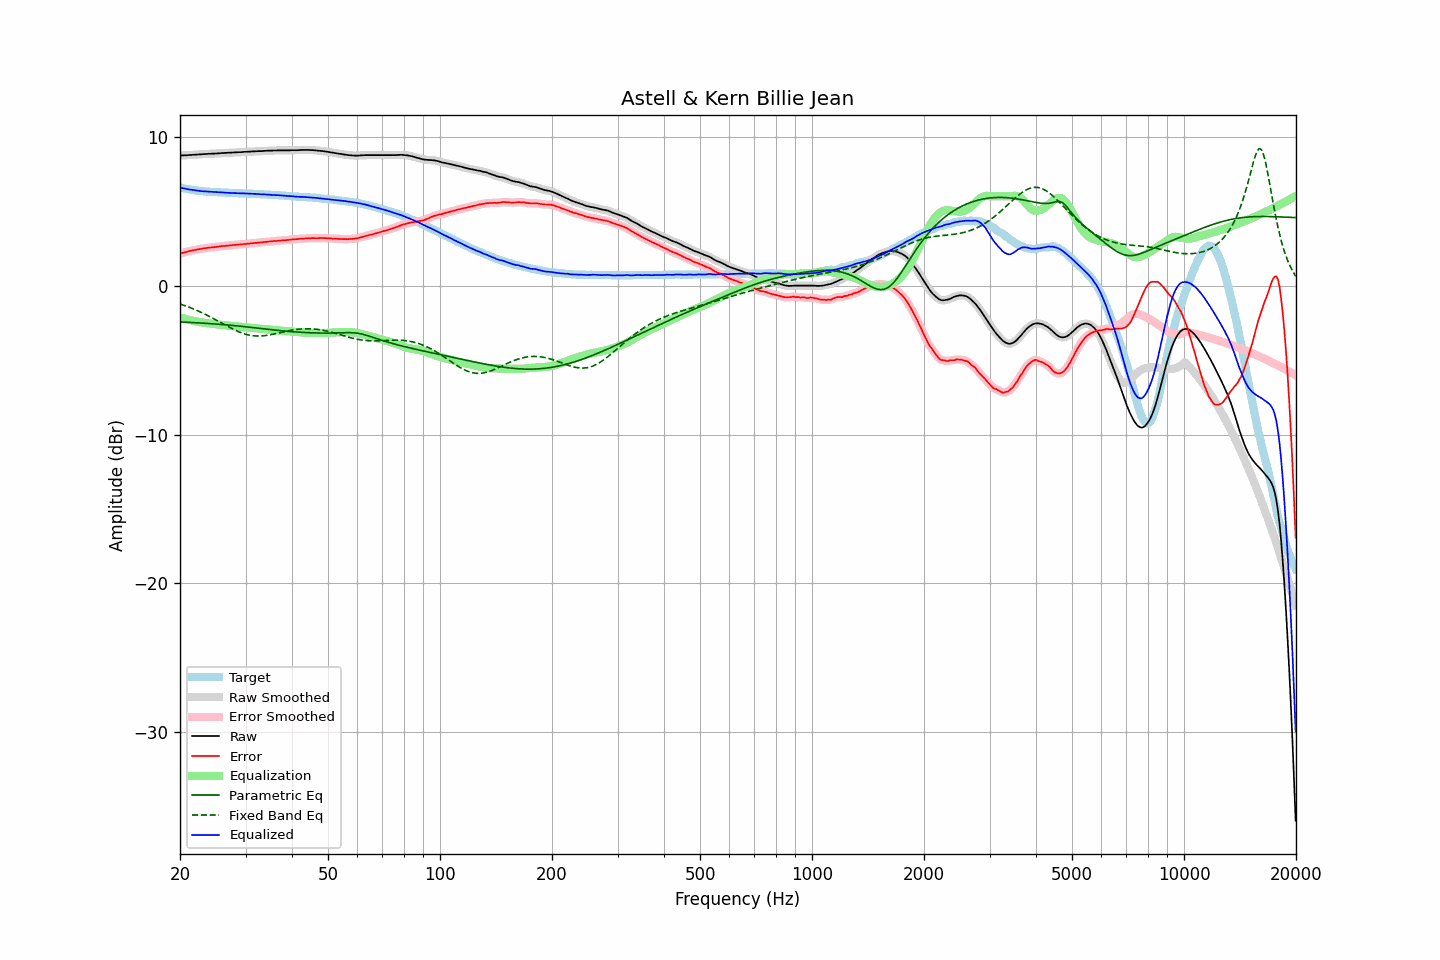 Astell & Kern Billie Jean
10
0
−10
−20
−30
Amplitude (dBr)
Target
Raw Smoothed
Error Smoothed
Raw
Error
Equalization
Parametric Eq
Fixed Band Eq
Equalized
20 50 100 200 500 1000 2000 5000 10000 20000
Frequency (Hz)